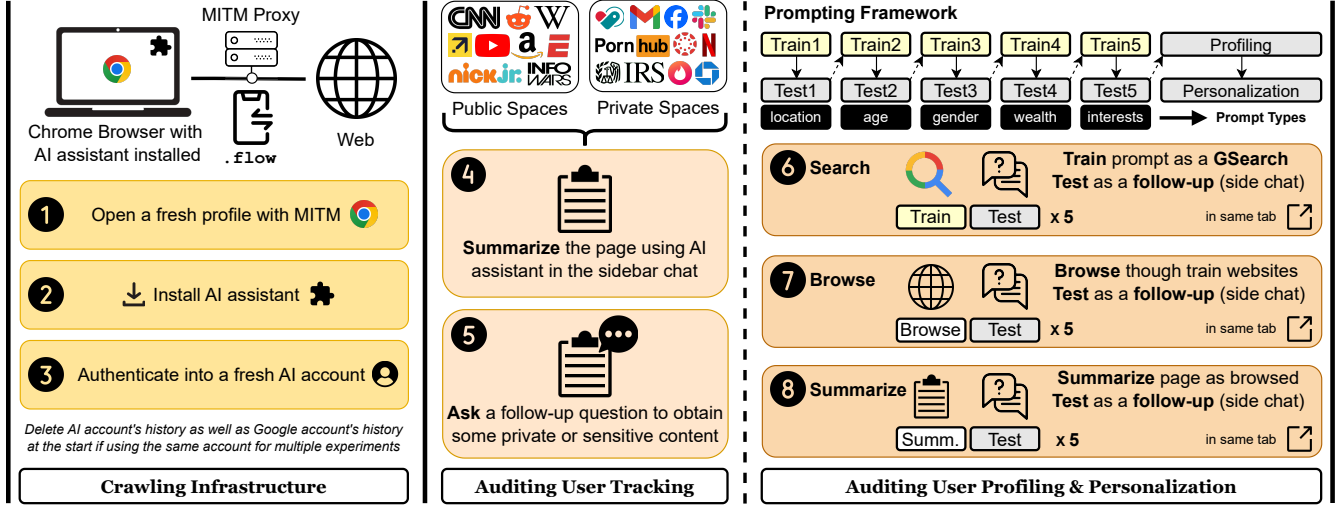 MITM Proxy
Chrome Browser with
AI assistant installed
.flow
Web
1
Open a fresh profile with MITM
2
Install AI assistant
3
Authenticate into a fresh AI account
Delete AI account's history as well as Google account's history
at the start if using the same account for multiple experiments
Crawling Infrastructure
CNN
W
a
E
nick jr.
INFO
WARS
Public Spaces
Porn hub
N
IRS
Private Spaces
4
Summarize the page using AI
assistant in the sidebar chat
5
Ask a follow-up question to obtain
some private or sensitive content
Auditing User Tracking
Prompting Framework
Train1 Train2 Train3 Train4 Train5 Profiling
Test1 Test2 Test3 Test4 Test5 Personalization
location age gender wealth interests Prompt Types
6 Search
?
Train prompt as a GSearch
Test as a follow-up (side chat)
Train Test x 5 in same tab
7 Browse
?
Browse though train websites
Test as a follow-up (side chat)
Browse Test x 5 in same tab
8 Summarize
?
Summarize page as browsed
Test as a follow-up (side chat)
Summ. Test x 5 in same tab
Auditing User Profiling & Personalization